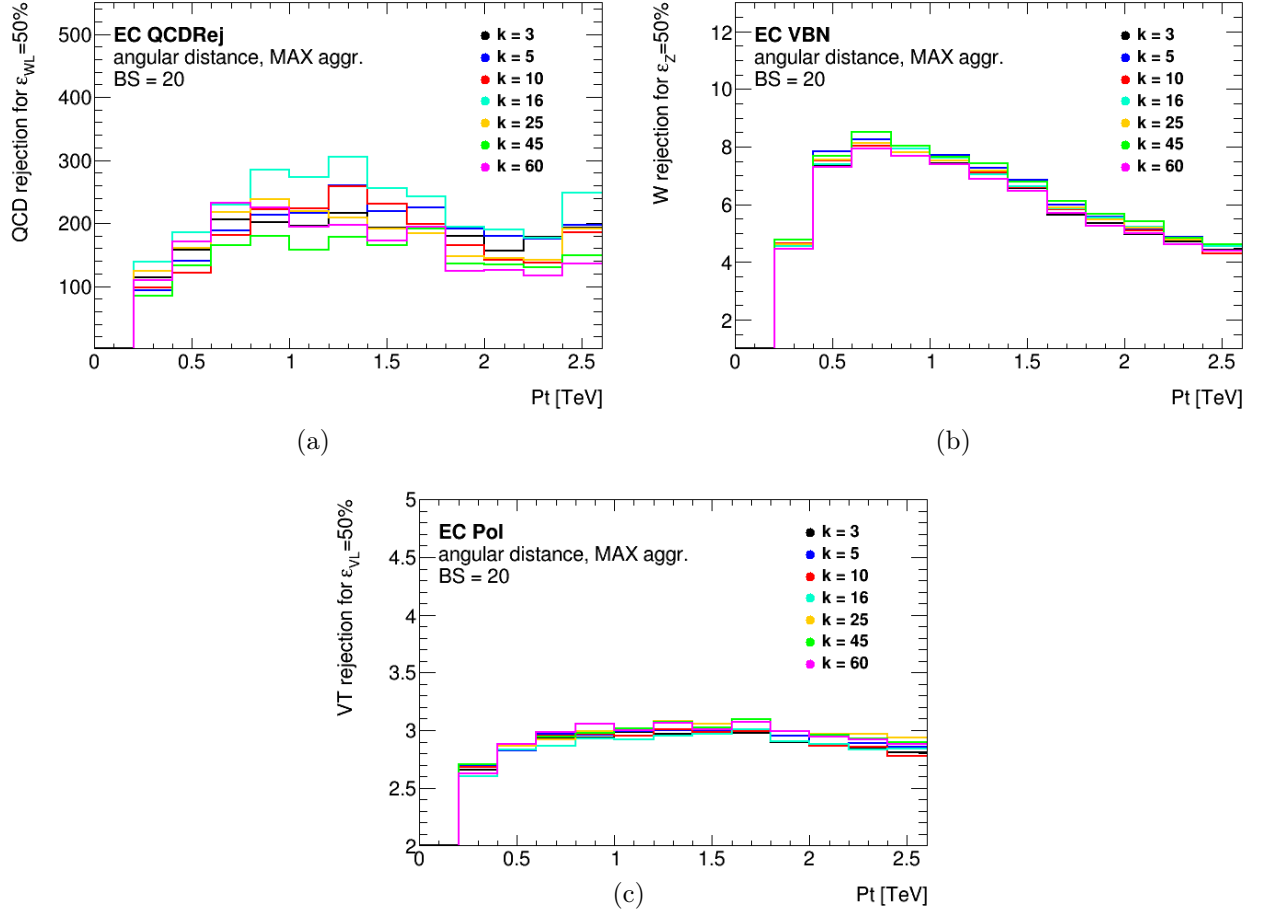 QCD rejection for ε_WL=50%
EC QCDRej
angular distance, MAX aggr.
BS = 20
k = 3
k = 5
k = 10
k = 16
k = 25
k = 45
k = 60
500
400
300
200
100
0 0.5 1 1.5 2 2.5
Pt [TeV]
(a)
W rejection for ε_Z=50%
EC VBN
angular distance, MAX aggr.
BS = 20
k = 3
k = 5
k = 10
k = 16
k = 25
k = 45
k = 60
12
10
8
6
4
2
0 0.5 1 1.5 2 2.5
Pt [TeV]
(b)
VT rejection for ε_VL=50%
EC Pol
angular distance, MAX aggr.
BS = 20
k = 3
k = 5
k = 10
k = 16
k = 25
k = 45
k = 60
5
4.5
4
3.5
3
2.5
2
0 0.5 1 1.5 2 2.5
Pt [TeV]
(c)